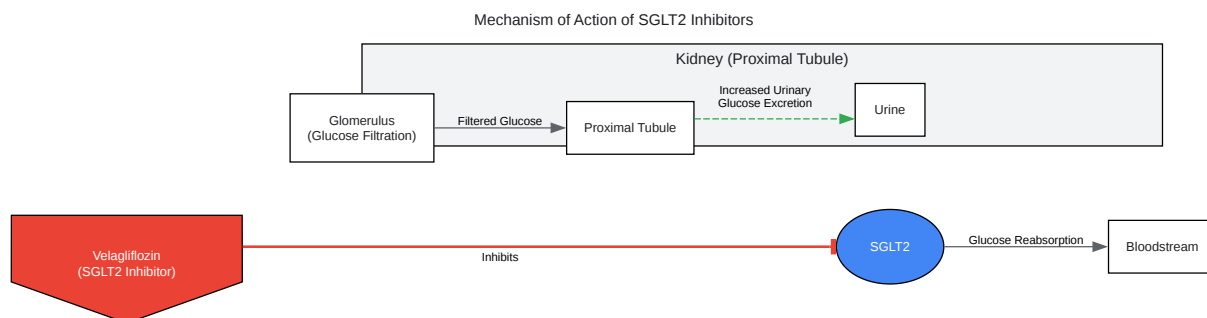 Mechanism of Action of SGLT2 Inhibitors
Kidney (Proximal Tubule)
Glomerulus
(Glucose Filtration)
Filtered Glucose
Proximal Tubule
Increased Urinary
Glucose Excretion
Urine
Velagliflozin
(SGLT2 Inhibitor)
Inhibits
SGLT2
Glucose Reabsorption
Bloodstream